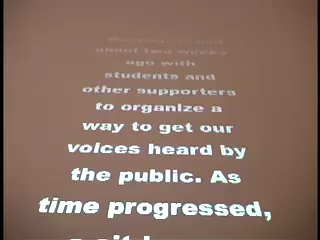 about two weeks
ago with
students and
other supporters
to organize a
way to get our
voices heard by
the public. As
time progressed,